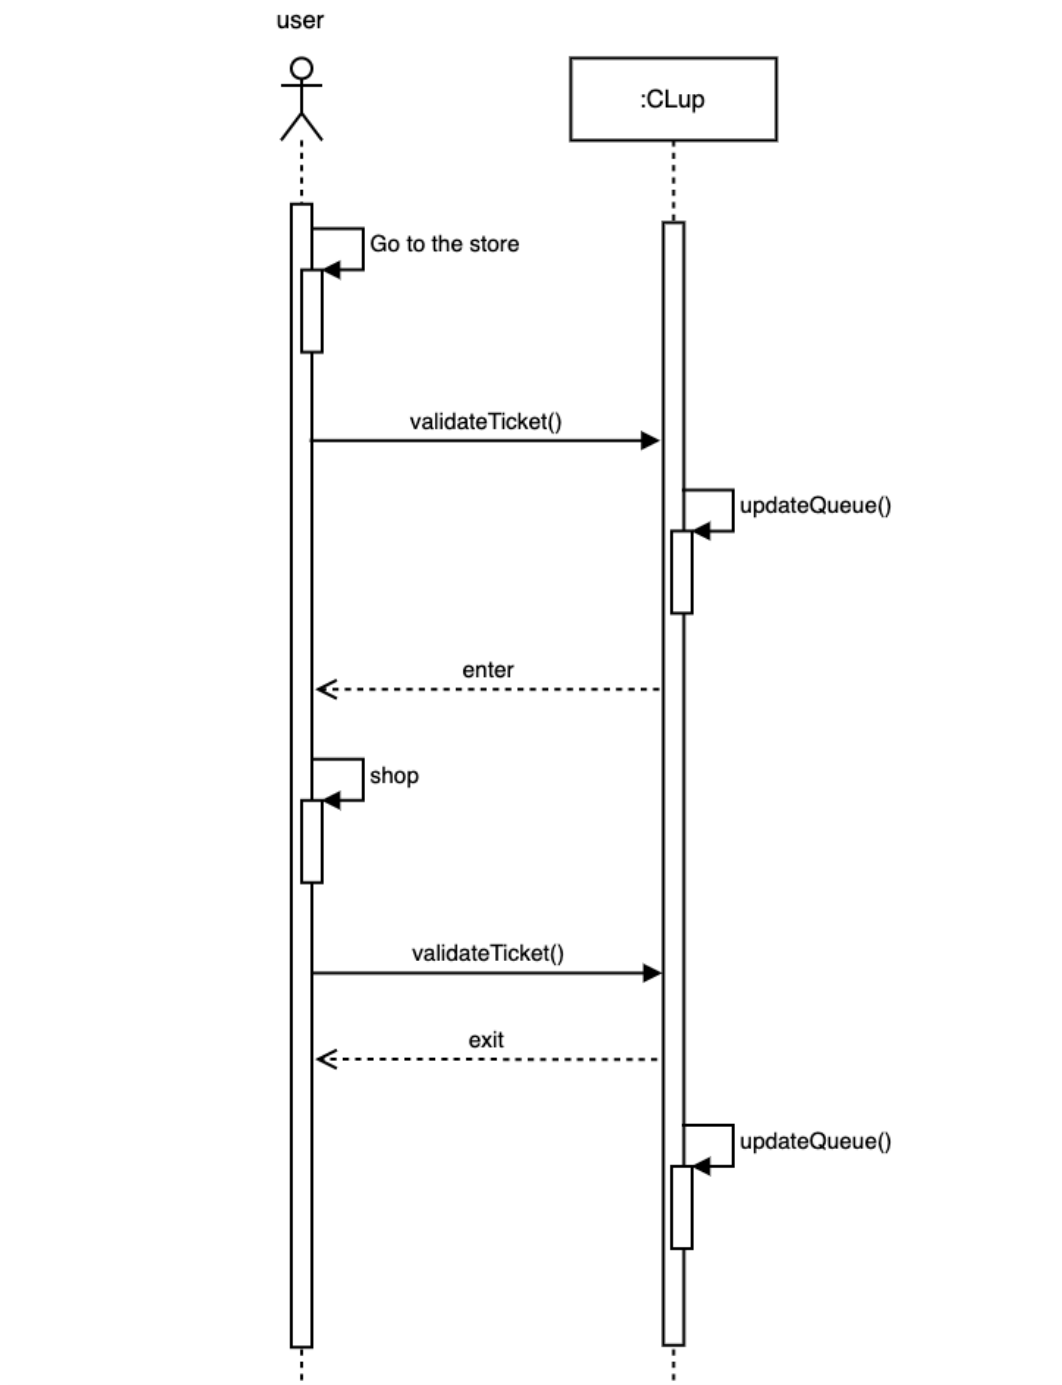 user
:CLup
Go to the store
validateTicket()
updateQueue()
enter
shop
validateTicket()
exit
updateQueue()